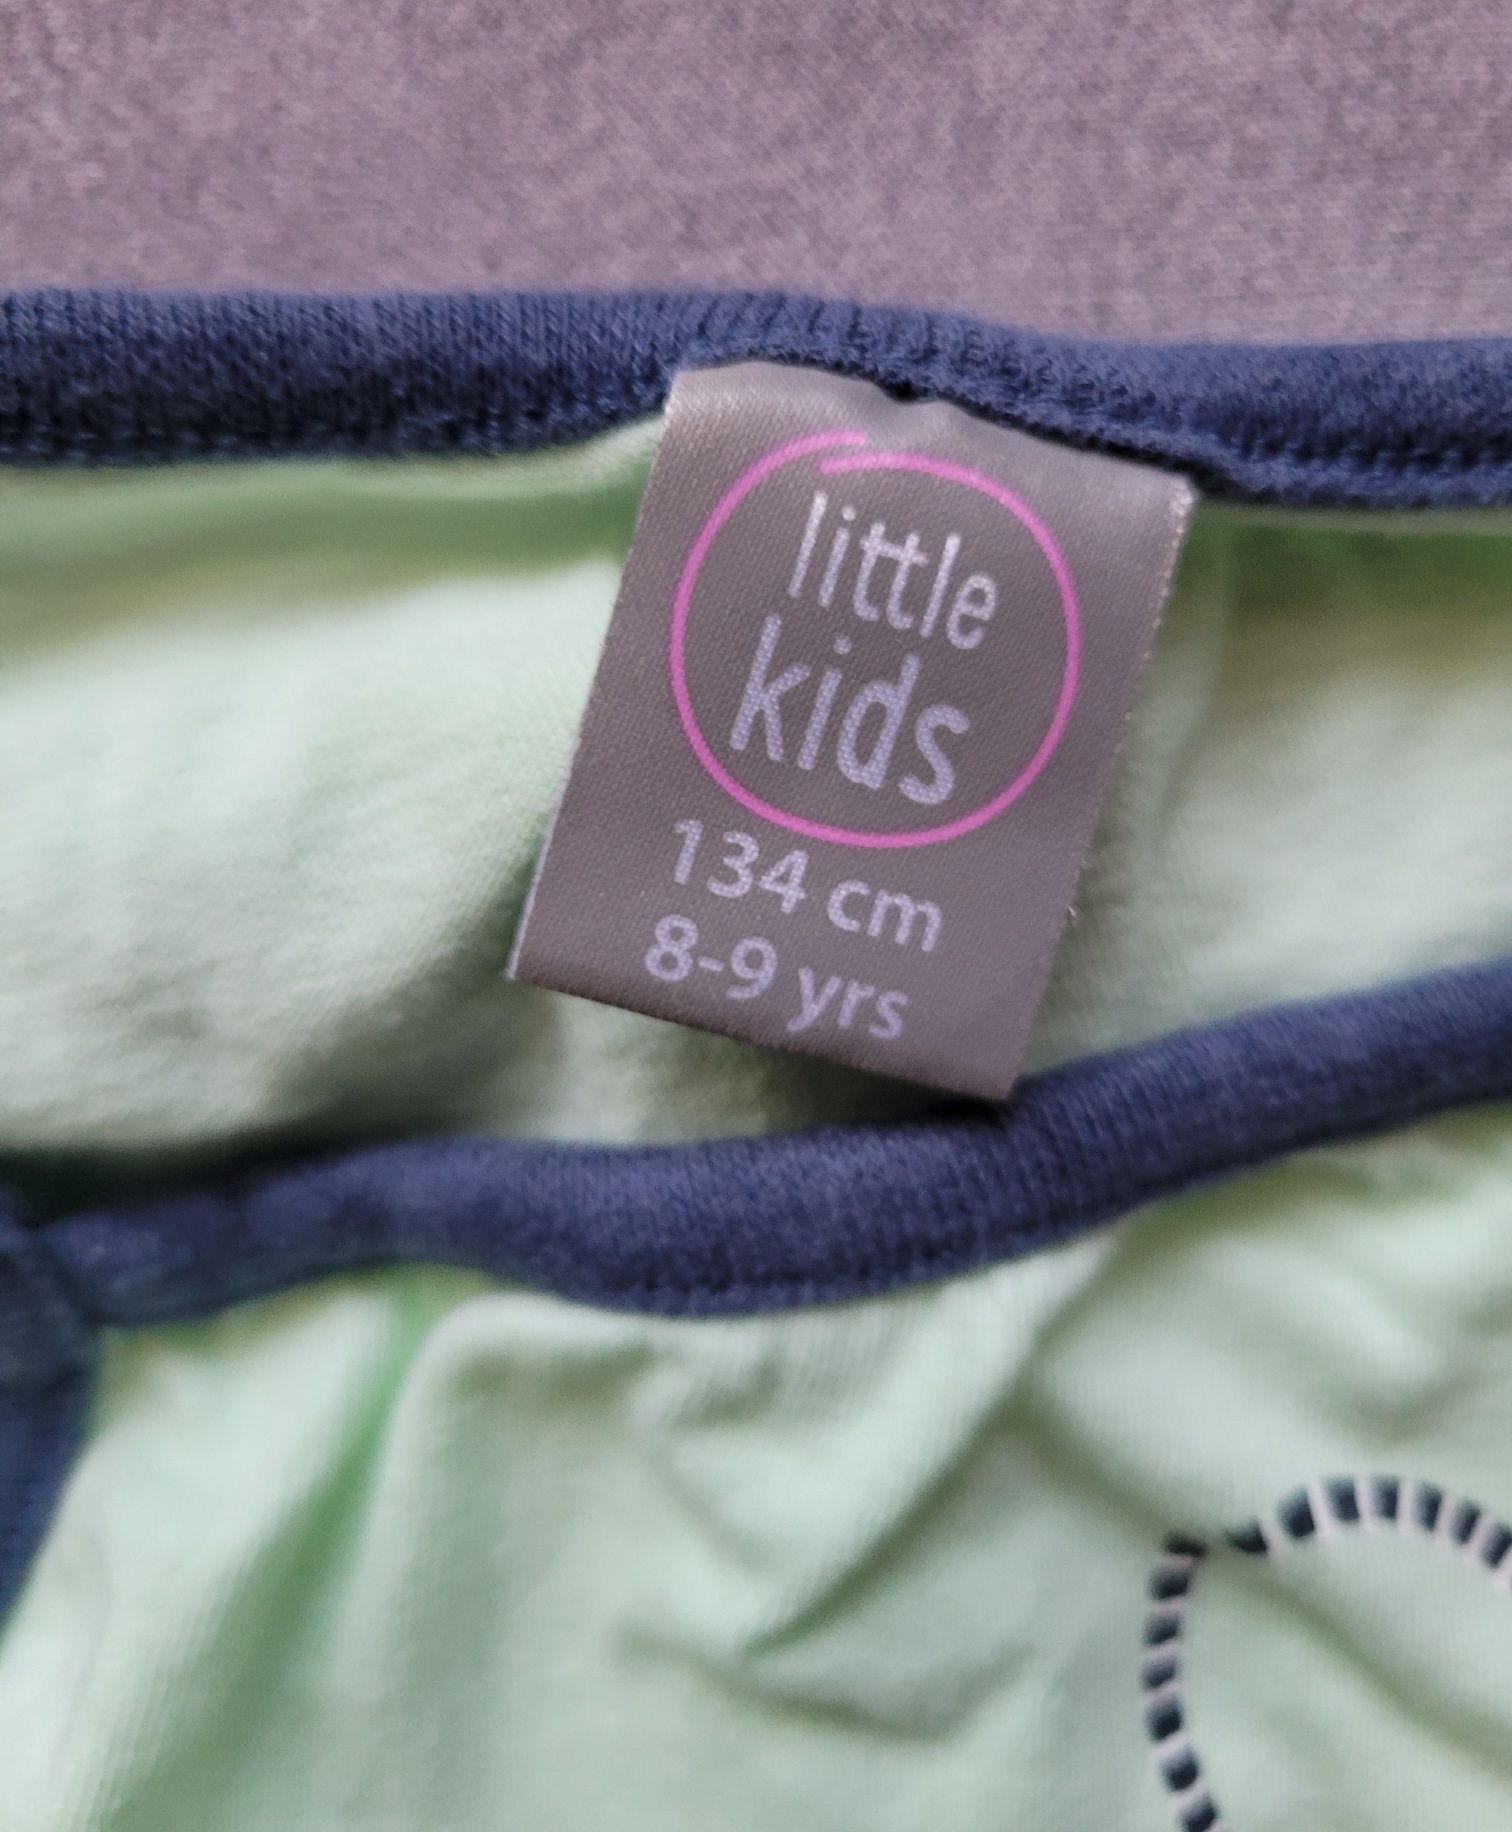 little
kids
134 cm
8-9 yrs